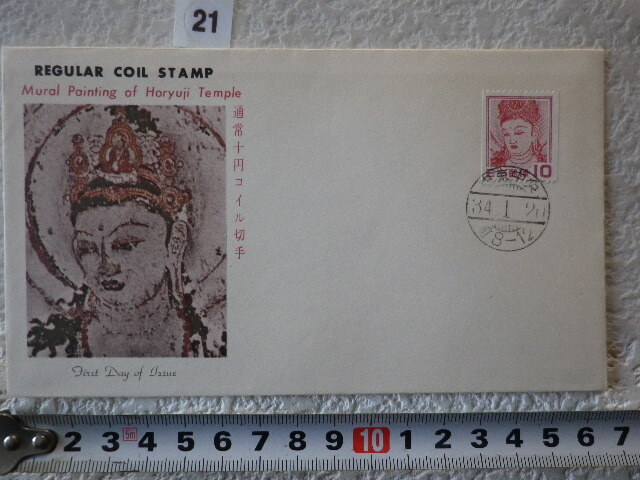 21
REGULAR COIL STAMP
Mural Painting of Horyuji Temple
通常十円コイル切手
First Day of Issue
日本郵便 10
34. 1. 20
2 3 5m 4 5 6 7 8 9 10 1 2 3 4 5 6 7